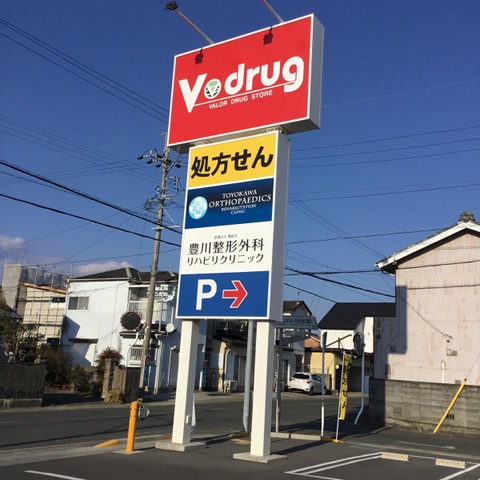 V drug
VALOR DRUG STORE
処方せん
TOYOKAWA
ORTHOPAEDICS
REHABILITATION
CLINIC
豊川整形外科
リハビリクリニック
P